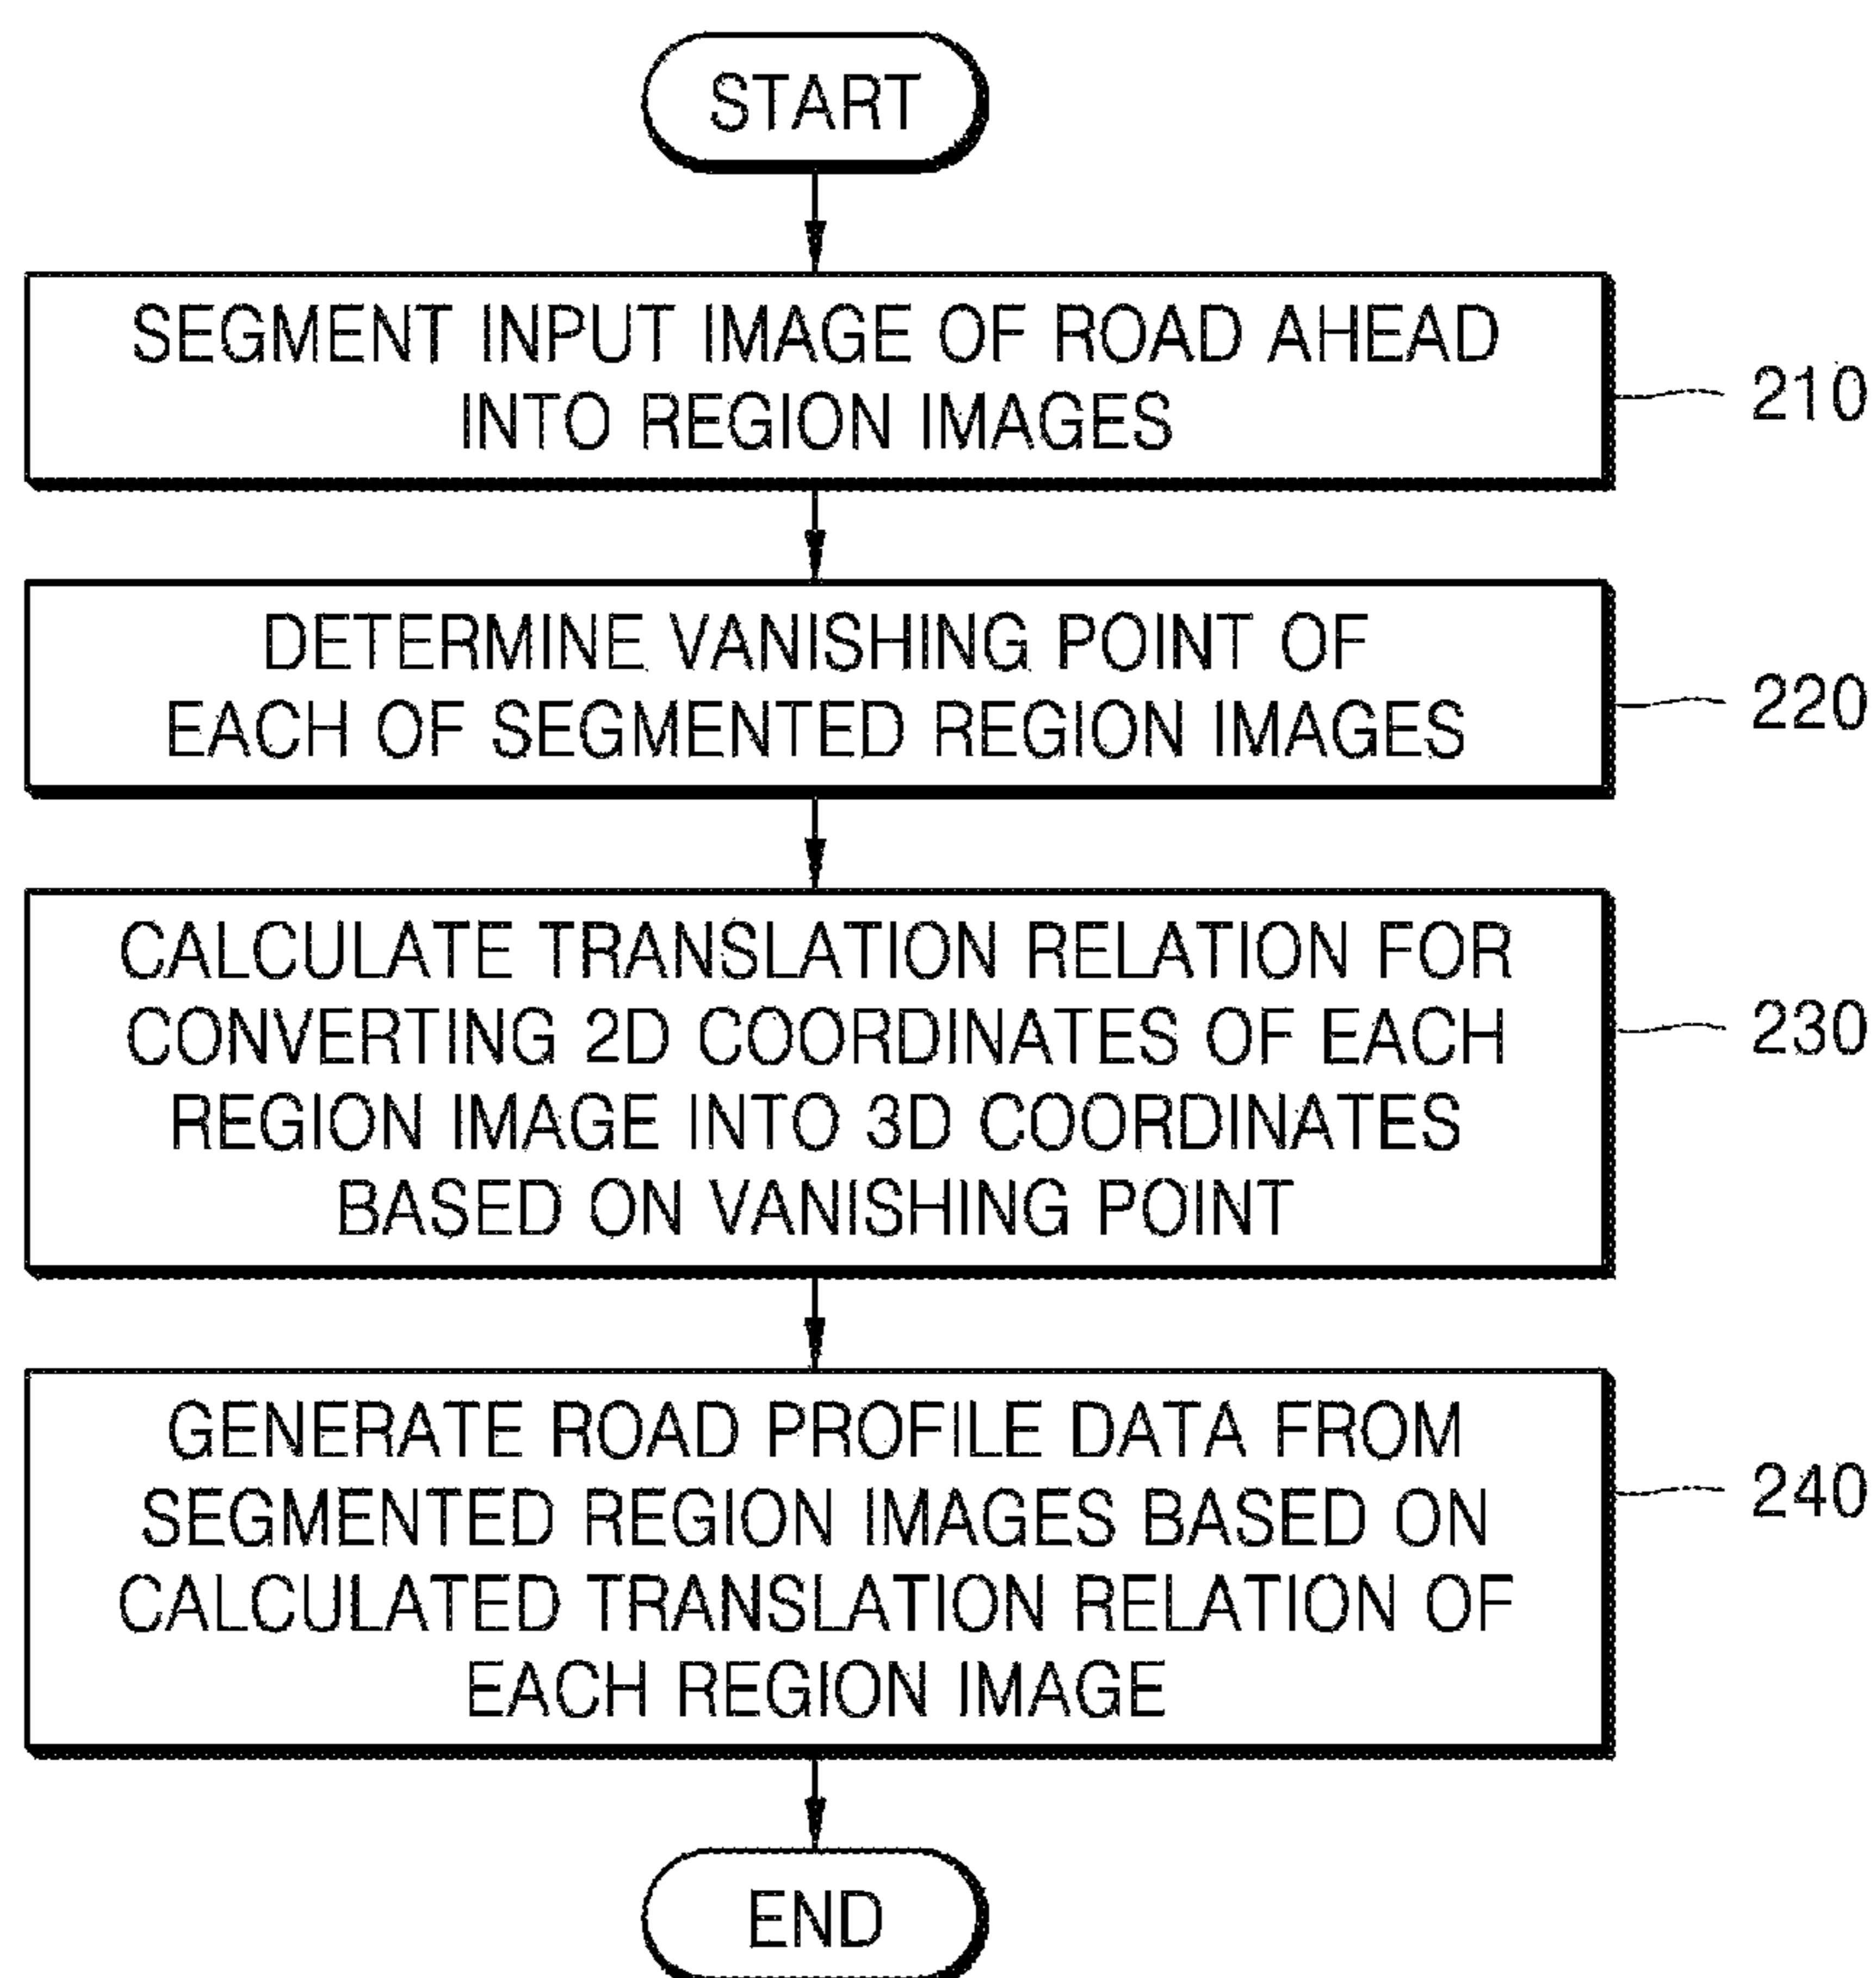 START
SEGMENT INPUT IMAGE OF ROAD AHEAD
INTO REGION IMAGES
210
DETERMINE VANISHING POINT OF
EACH OF SEGMENTED REGION IMAGES
220
CALCULATE TRANSLATION RELATION FOR
CONVERTING 2D COORDINATES OF EACH
REGION IMAGE INTO 3D COORDINATES
BASED ON VANISHING POINT
230
GENERATE ROAD PROFILE DATA FROM
SEGMENTED REGION IMAGES BASED ON
CALCULATED TRANSLATION RELATION OF
EACH REGION IMAGE
240
END